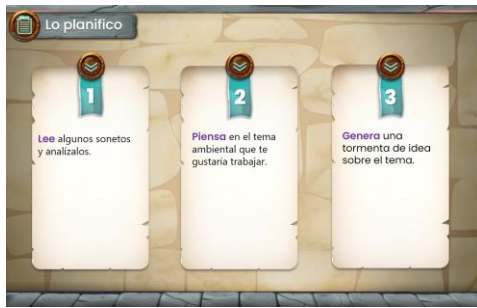 Lo planifico
1
Lee algunos sonetos
y analízalos.
2
Piensa en el tema
ambiental que te
gustaría trabajar.
3
Genera una
tormenta de idea
sobre el tema.